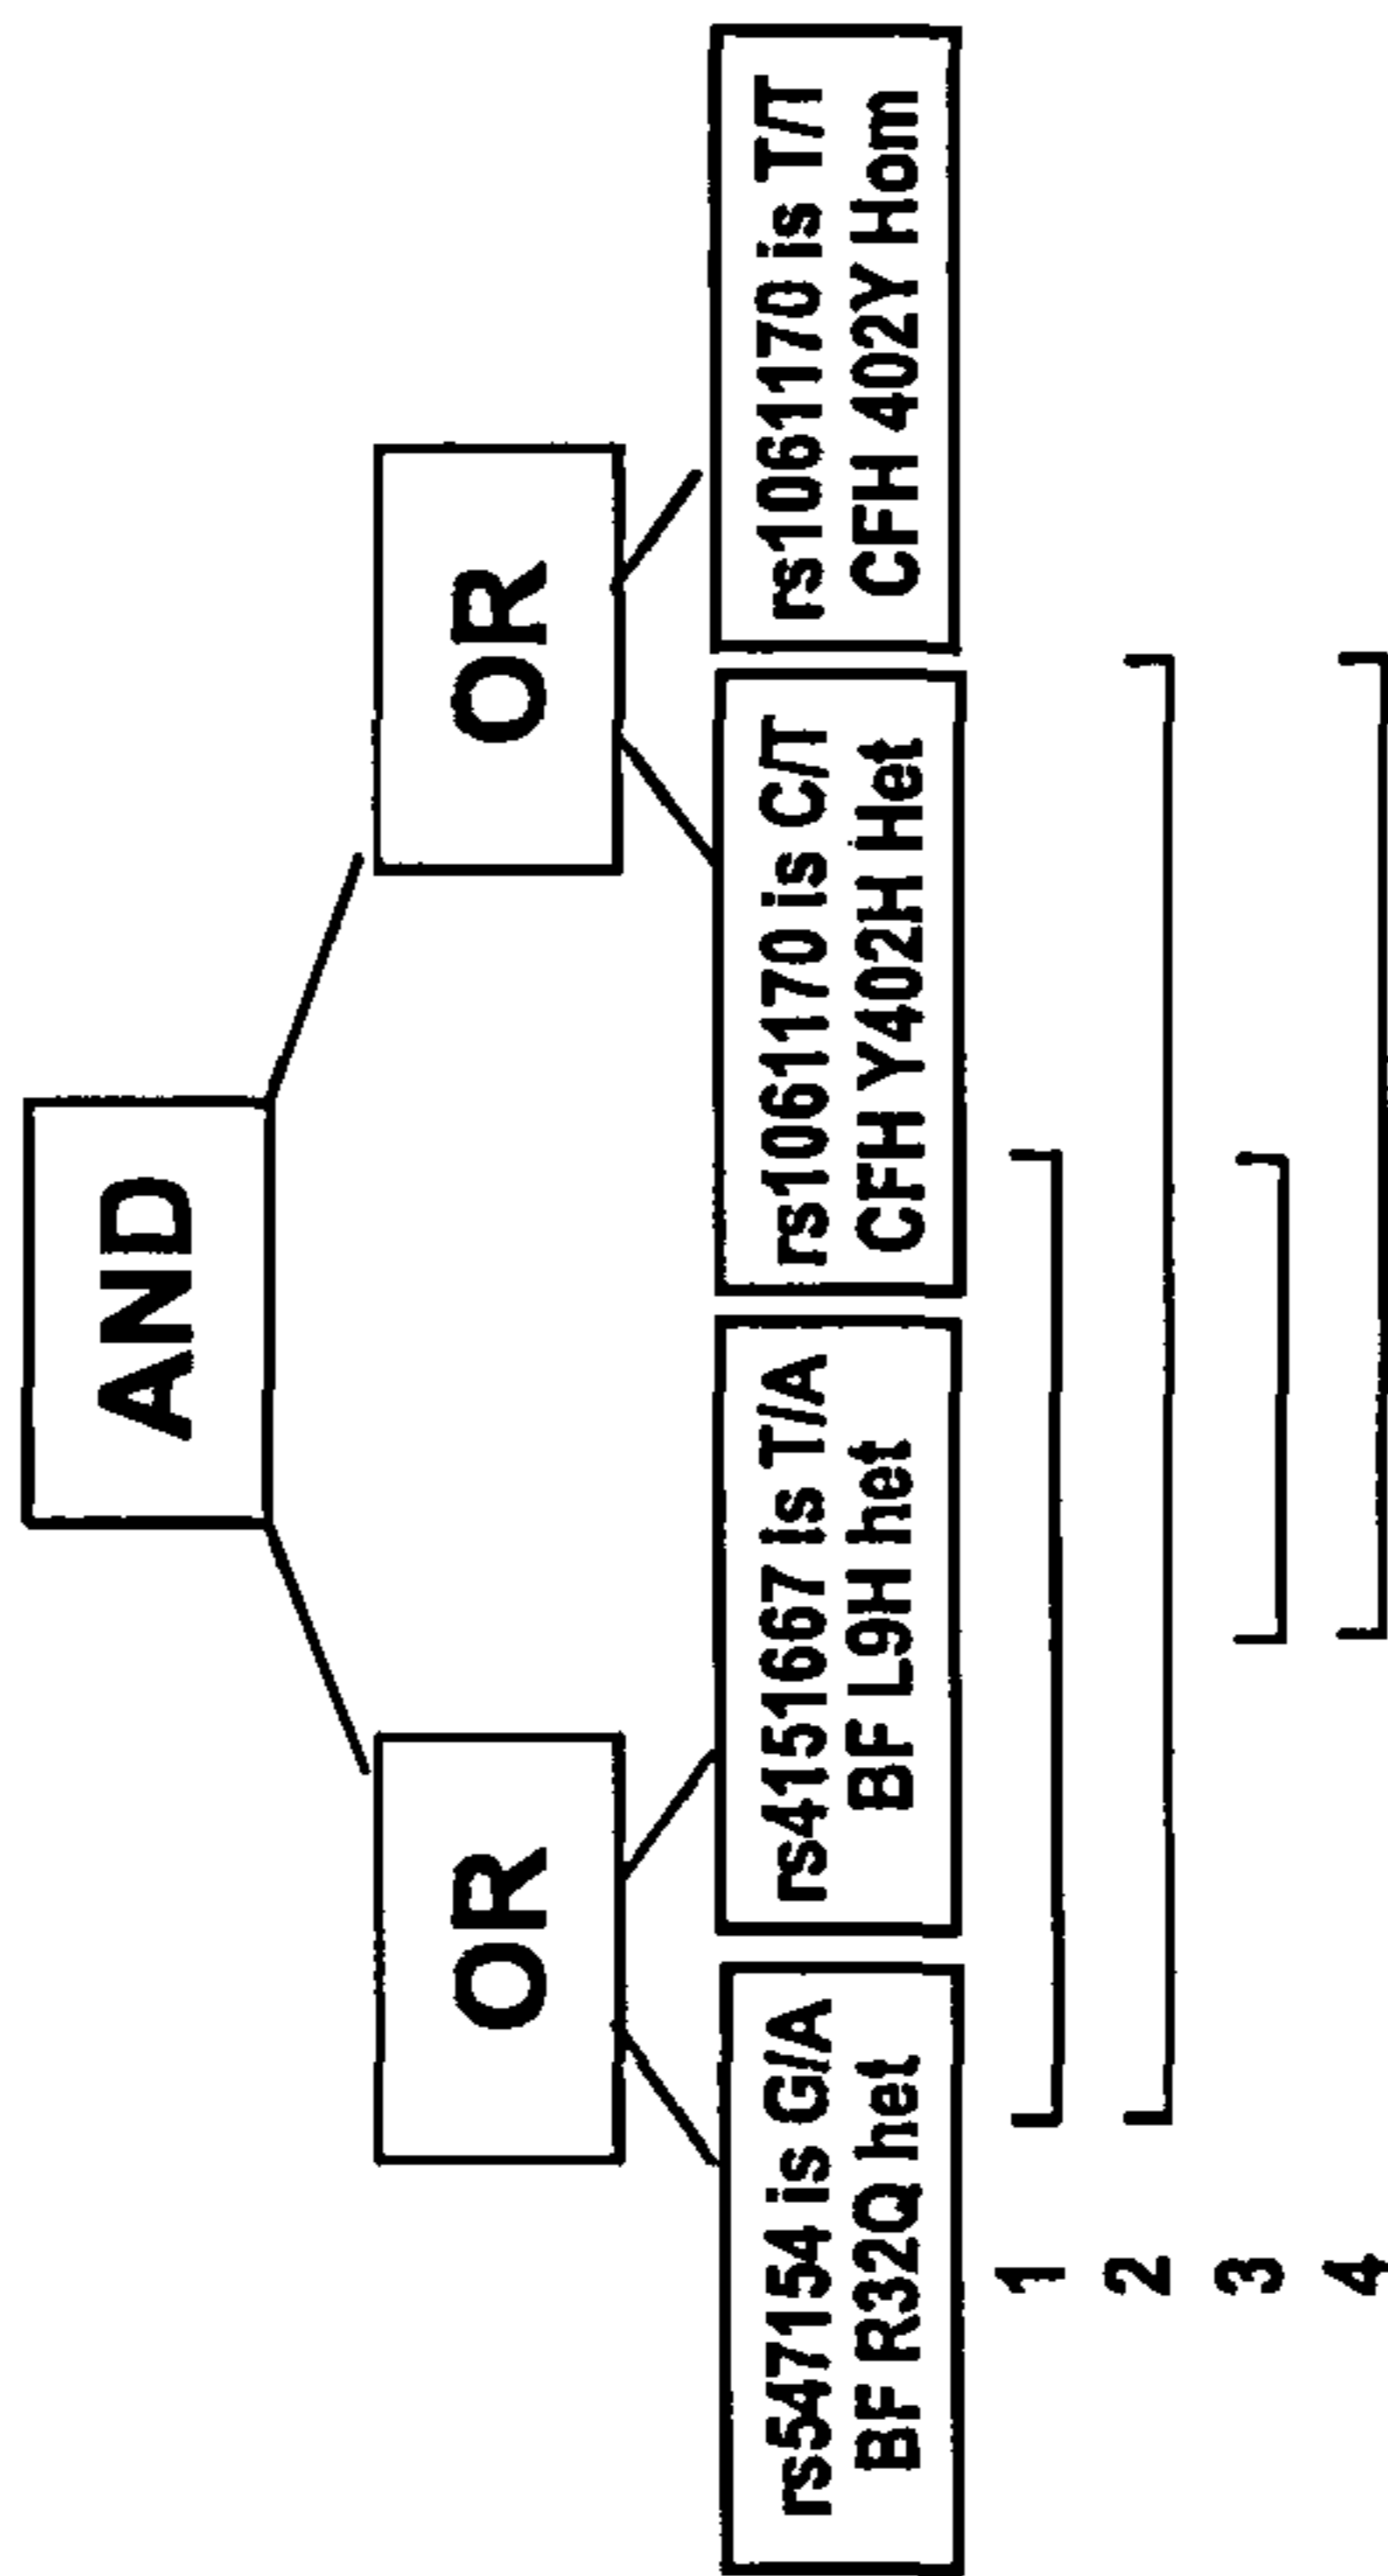 AND
OR
OR
rs547154 is G/A
BF R32Q het
rs4151667 is T/A
BF L9H het
rs1061170 is C/T
CFH Y402H Het
rs1061170 is T/T
CFH 402Y Hom
1
2
3
4